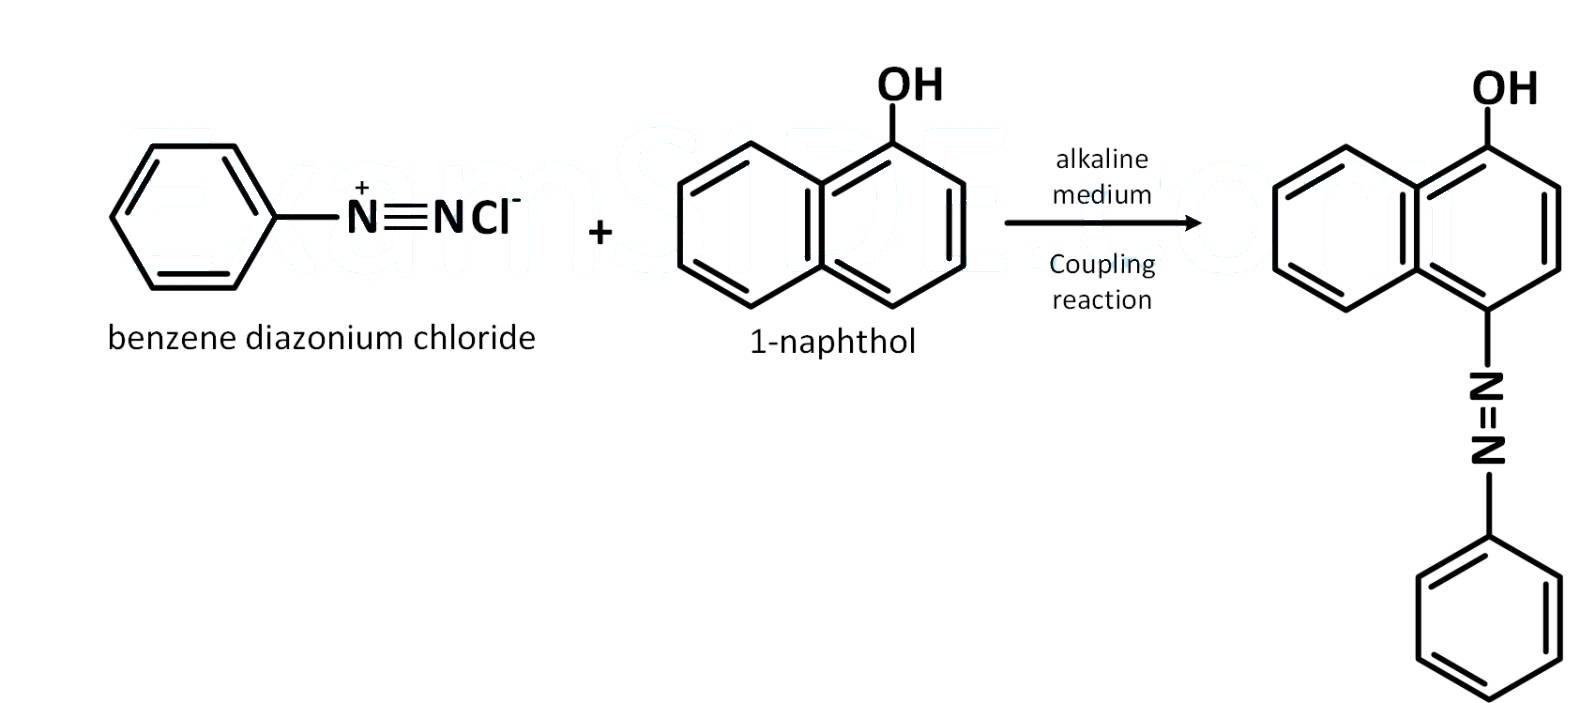 OH
OH
alkaline
medium
+
N≡NCl-
+
Coupling
reaction
benzene diazonium chloride
1-naphthol
N
=
N